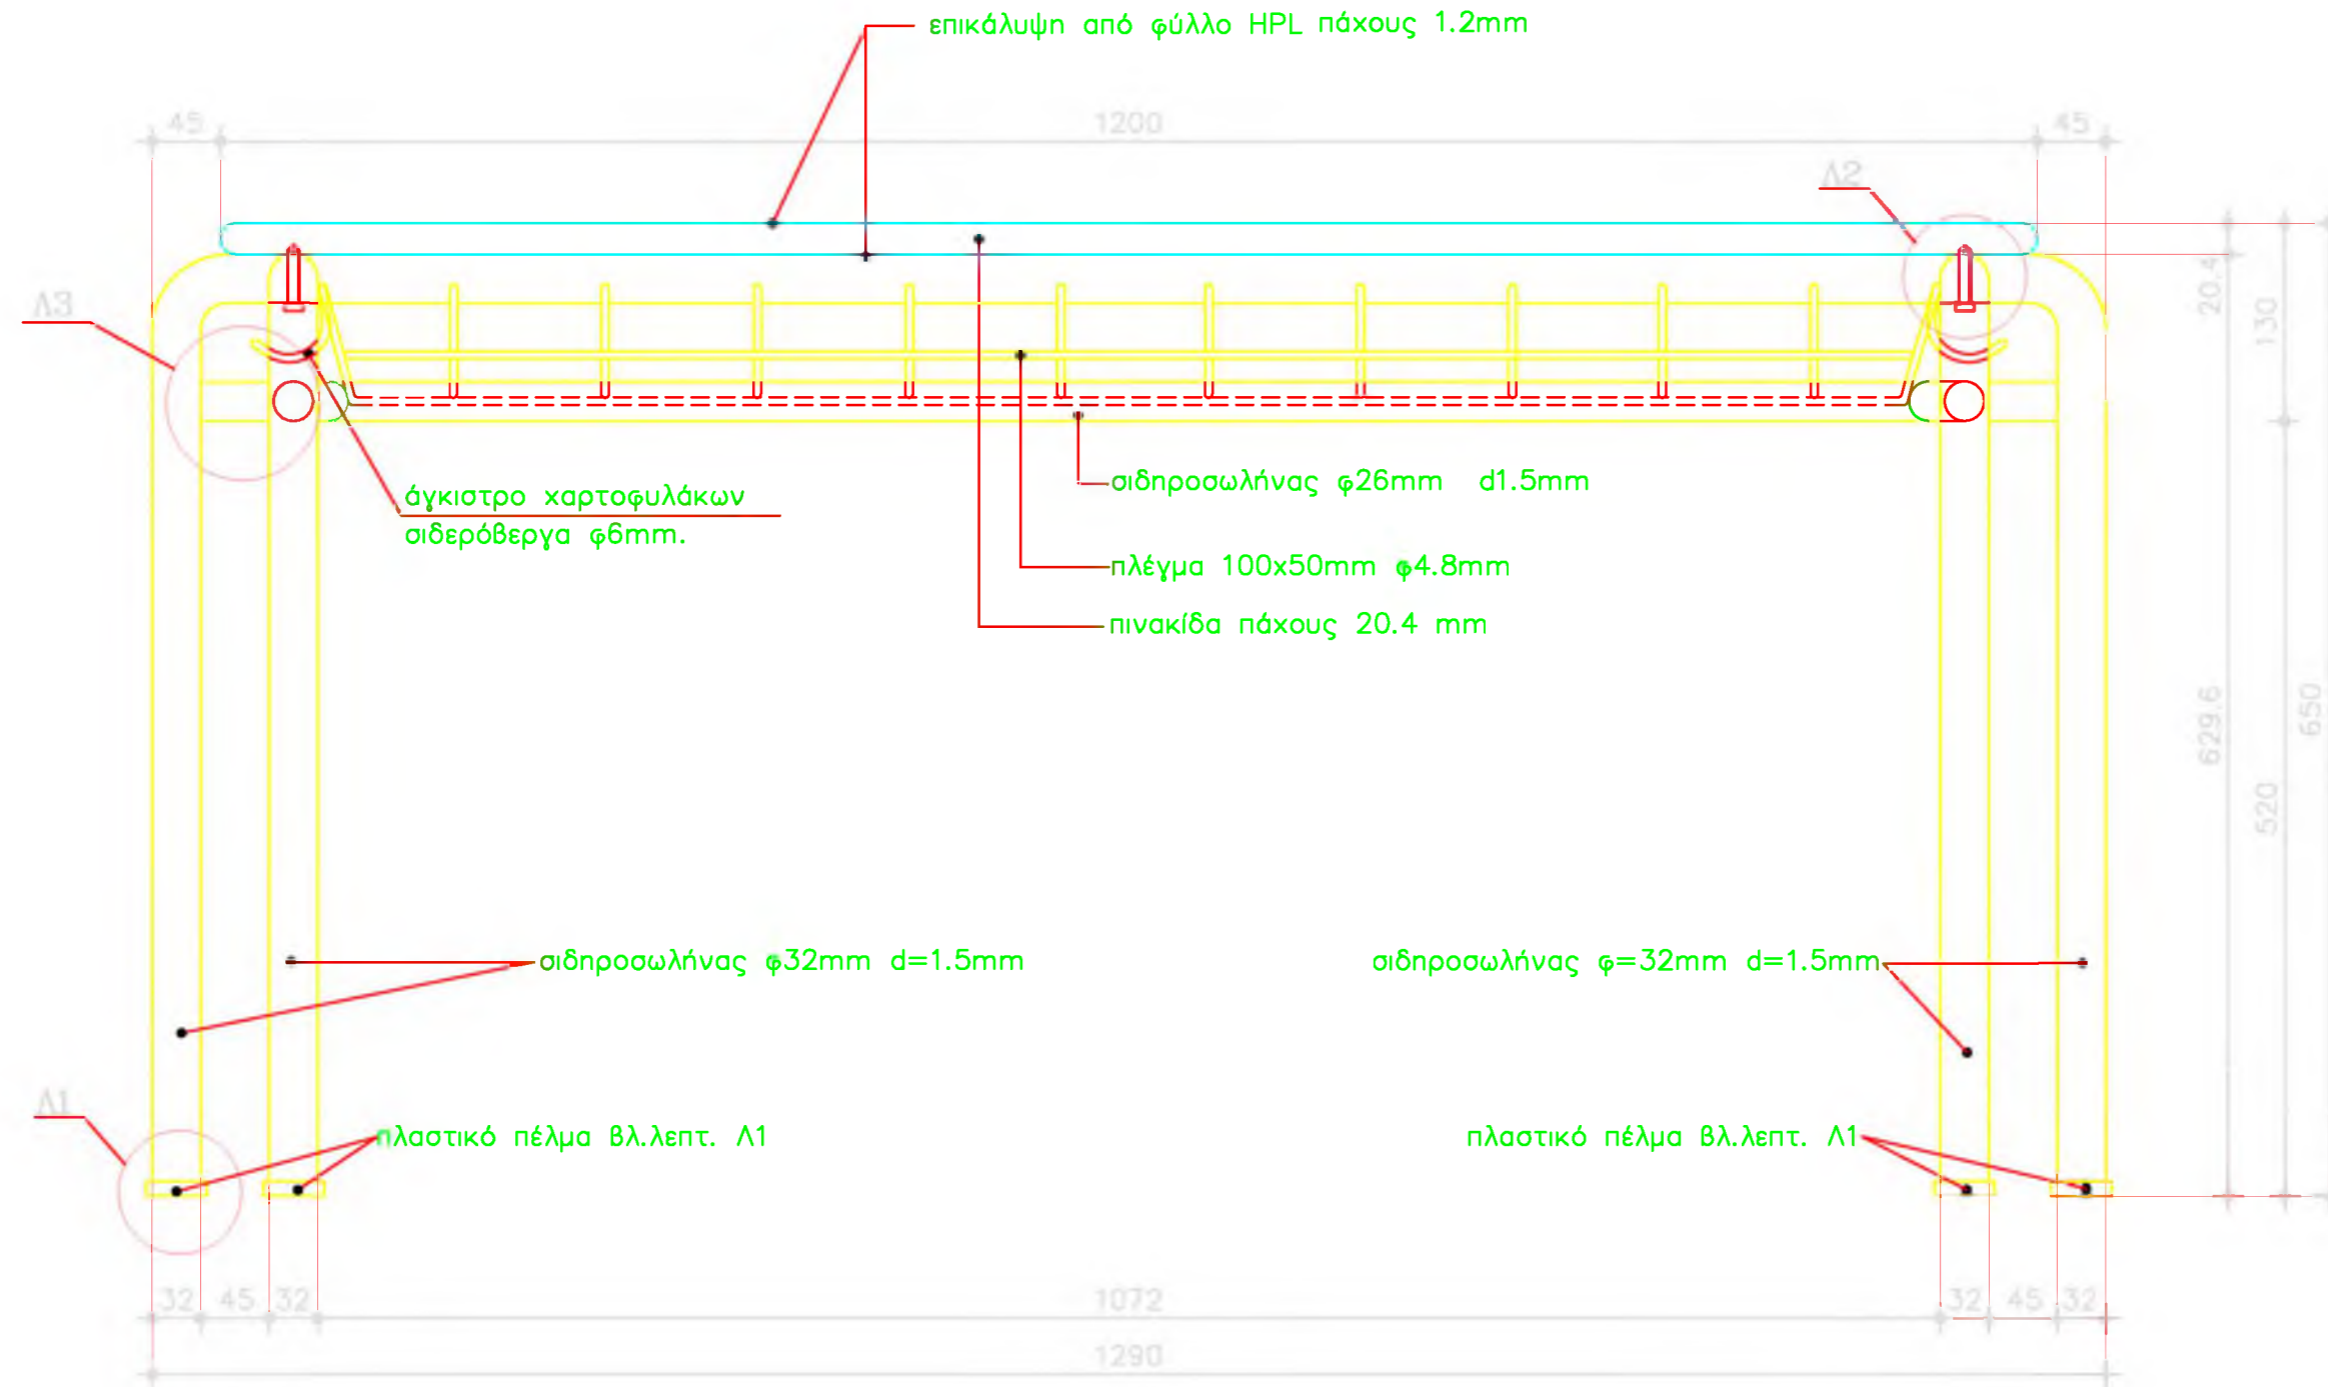 επικάλυψη από φύλλο HPL πάχους 1.2mm
45
1200
45
Λ2
Λ3
20.4
130
άγκιστρο χαρτοφυλάκων
σιδερόβεργα φ6mm.
σιδηροσωλήνας φ26mm d1.5mm
πλέγμα 100x50mm φ4.8mm
πινακίδα πάχους 20.4 mm
629.6
650
520
σιδηροσωλήνας φ32mm d=1.5mm
σιδηροσωλήνας φ=32mm d=1.5mm
Λ1
πλαστικό πέλμα βλ.λεπτ. Λ1
πλαστικό πέλμα βλ.λεπτ. Λ1
32
45
32
1072
32
45
32
1290